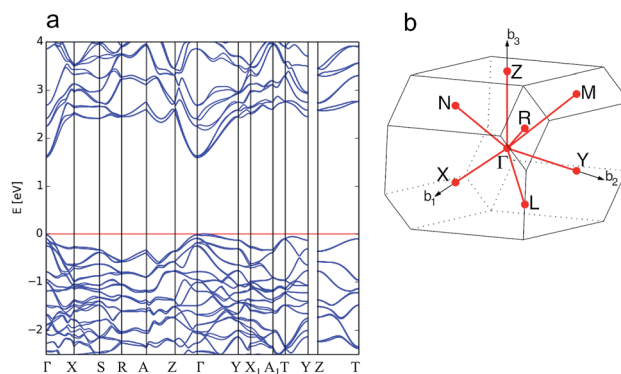 a
E [eV]
4
3
2
1
0
−1
−2
Γ X S R A Z Γ Y X₁ A₁ T Y Z T
b
b₃
Z
M
N
R
Γ
X
Y
b₁
b₂
L